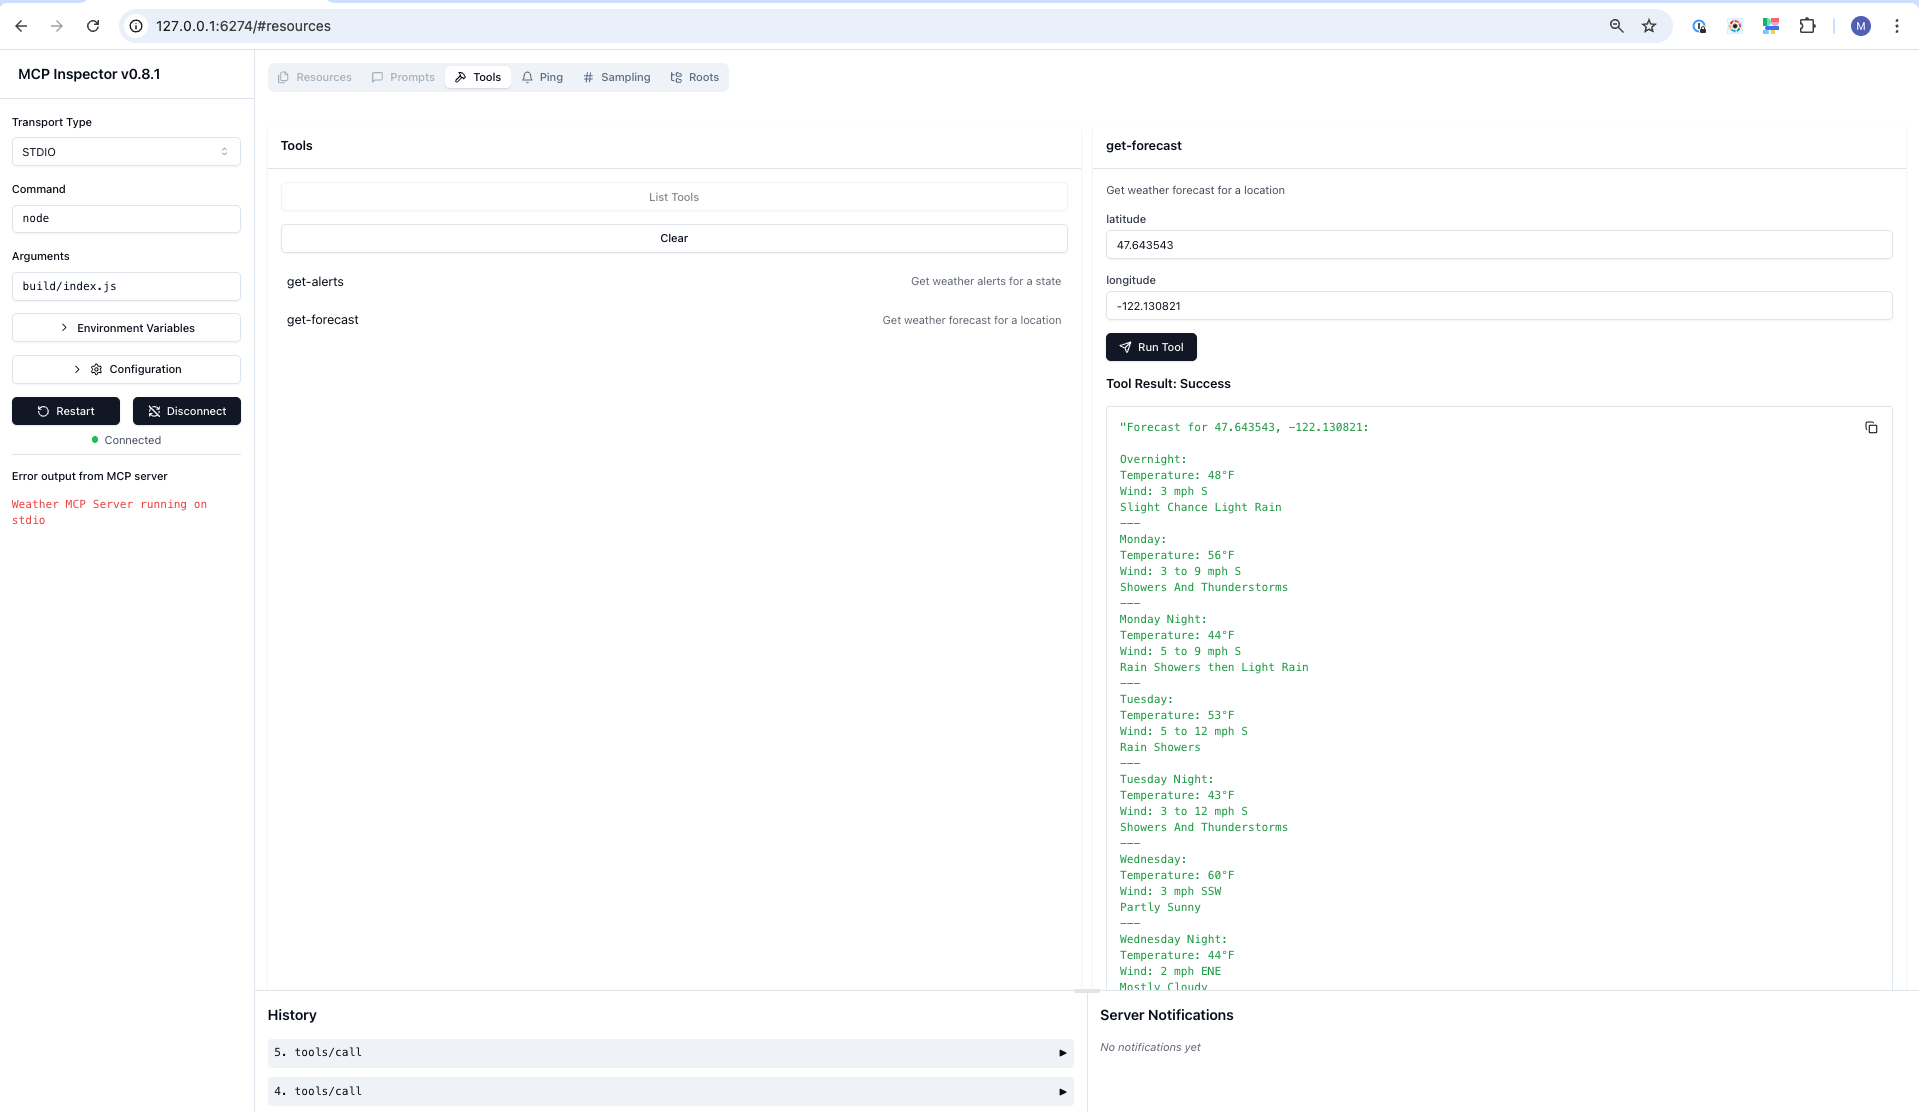 127.0.0.1:6274/#resources
M
MCP Inspector v0.8.1
Resources
Prompts
Tools
Ping
Sampling
Roots
Transport Type
STDIO
Command
node
Arguments
build/index.js
Environment Variables
Configuration
Restart
Disconnect
Connected
Error output from MCP server
Weather MCP Server running on
stdio
Tools
List Tools
Clear
get-alerts
Get weather alerts for a state
get-forecast
Get weather forecast for a location
get-forecast
Get weather forecast for a location
latitude
47.643543
longitude
-122.130821
Run Tool
Tool Result: Success
"Forecast for 47.643543, -122.130821:
Overnight:
Temperature: 48°F
Wind: 3 mph S
Slight Chance Light Rain
---
Monday:
Temperature: 56°F
Wind: 3 to 9 mph S
Showers And Thunderstorms
---
Monday Night:
Temperature: 44°F
Wind: 5 to 9 mph S
Rain Showers then Light Rain
---
Tuesday:
Temperature: 53°F
Wind: 5 to 12 mph S
Rain Showers
---
Tuesday Night:
Temperature: 43°F
Wind: 3 to 12 mph S
Showers And Thunderstorms
---
Wednesday:
Temperature: 60°F
Wind: 3 mph SSW
Partly Sunny
---
Wednesday Night:
Temperature: 44°F
Wind: 2 mph ENE
Mostly Cloudy
History
5. tools/call
4. tools/call
Server Notifications
No notifications yet